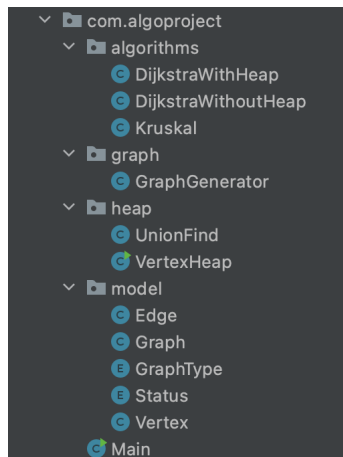 com.algoproject
algorithms
C DijkstraWithHeap
C DijkstraWithoutHeap
C Kruskal
graph
C GraphGenerator
heap
C UnionFind
C VertexHeap
model
C Edge
C Graph
E GraphType
E Status
C Vertex
C Main